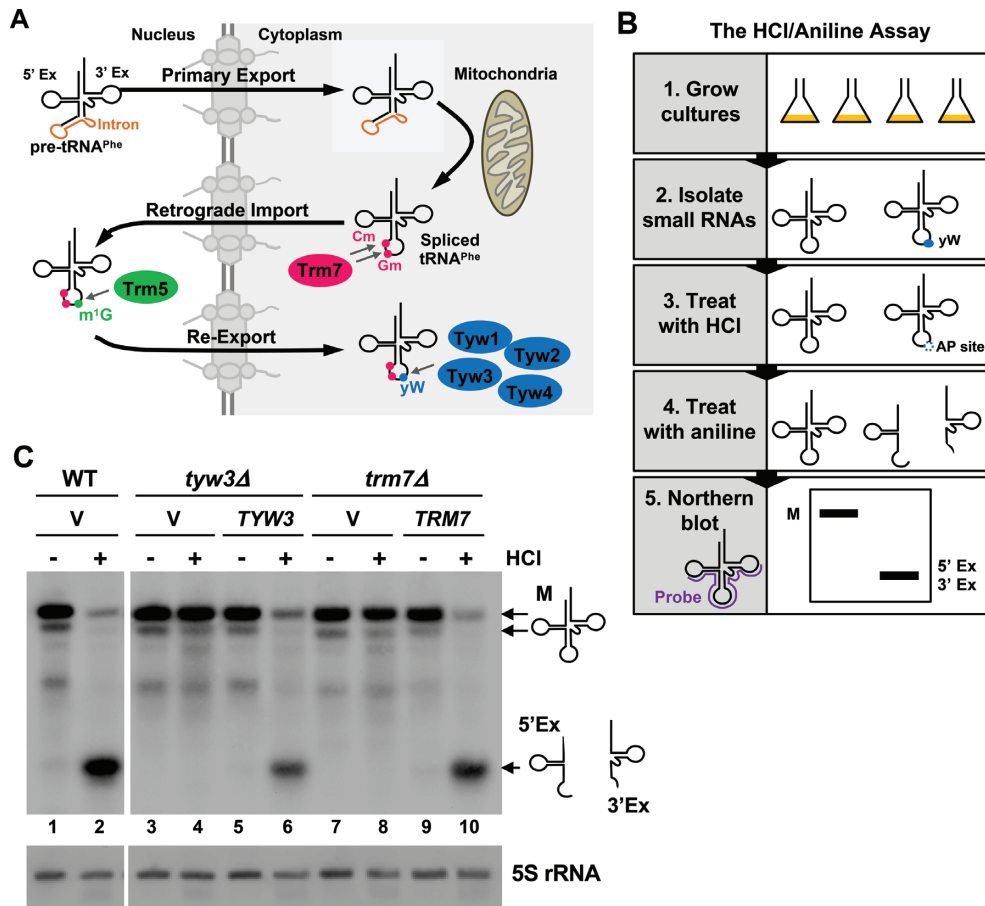 A
Nucleus
Cytoplasm
5’ Ex
3’ Ex
Primary Export
Mitochondria
Intron
pre-tRNAPhe
Retrograde Import
Cm
Gm
Spliced
tRNAPhe
Trm7
Trm5
m1G
Re-Export
Tyw1
Tyw2
Tyw3
Tyw4
yW
B
The HCl/Aniline Assay
1. Grow
cultures
2. Isolate
small RNAs
yW
3. Treat
with HCl
AP site
4. Treat
with aniline
5. Northern
blot
M
5’ Ex
3’ Ex
Probe
C
WT
tyw3Δ
trm7Δ
V
V
TYW3
V
TRM7
- + - + - + - + - + HCl
M
5’Ex
3’Ex
1 2 3 4 5 6 7 8 9 10
5S rRNA